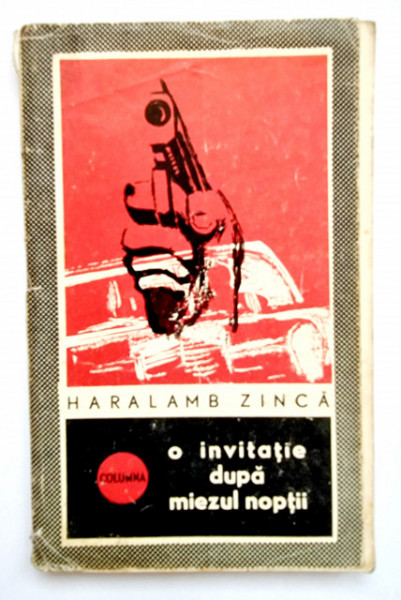 HARALAMB ZINCĂ
COLUMNA
o invitaţie
după
miezul nopţii